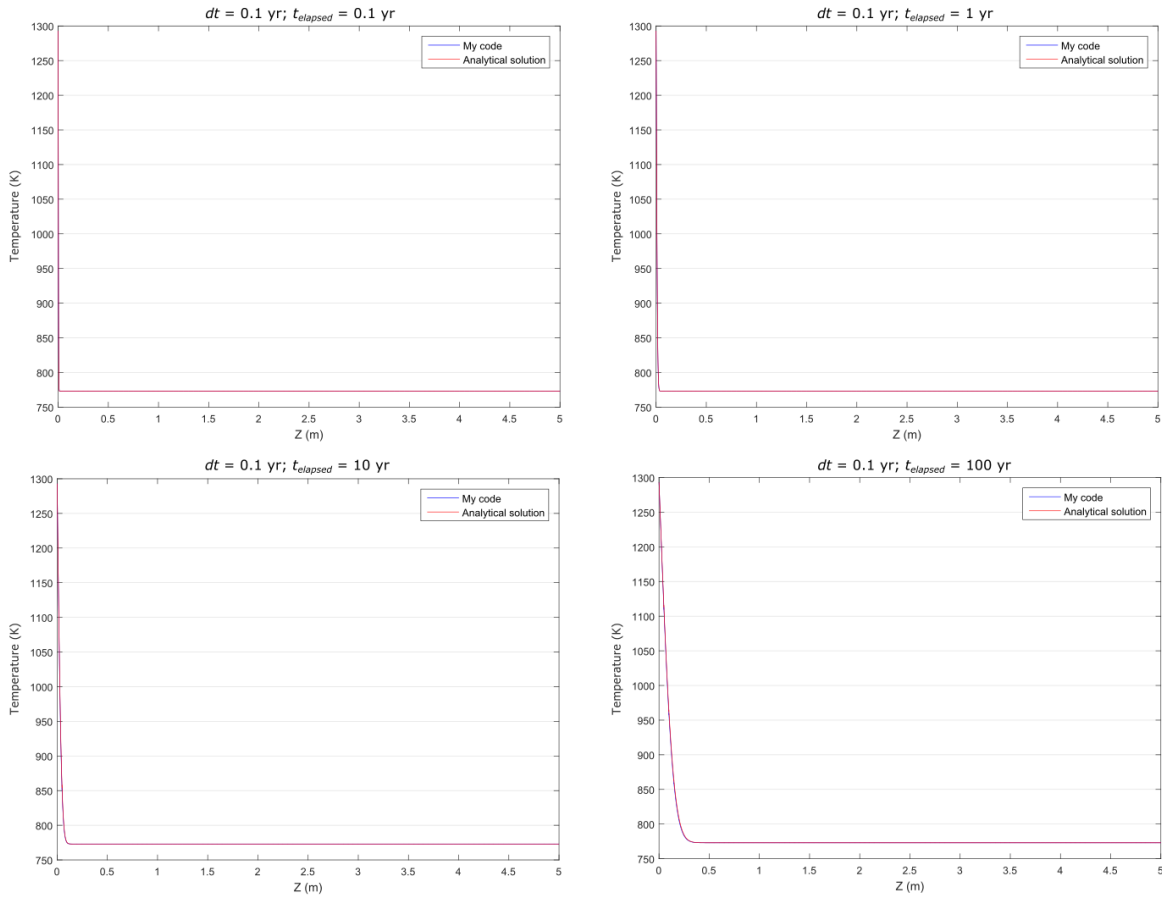 dt = 0.1 yr; t_elapsed = 0.1 yr
My code
Analytical solution
1300
1250
1200
1150
1100
1050
1000
950
900
850
800
750
Temperature (K)
0 0.5 1 1.5 2 2.5 3 3.5 4 4.5 5
Z (m)
dt = 0.1 yr; t_elapsed = 1 yr
My code
Analytical solution
1300
1250
1200
1150
1100
1050
1000
950
900
850
800
750
Temperature (K)
0 0.5 1 1.5 2 2.5 3 3.5 4 4.5 5
Z (m)
dt = 0.1 yr; t_elapsed = 10 yr
My code
Analytical solution
1300
1250
1200
1150
1100
1050
1000
950
900
850
800
750
Temperature (K)
0 0.5 1 1.5 2 2.5 3 3.5 4 4.5 5
Z (m)
dt = 0.1 yr; t_elapsed = 100 yr
My code
Analytical solution
1300
1250
1200
1150
1100
1050
1000
950
900
850
800
750
Temperature (K)
0 0.5 1 1.5 2 2.5 3 3.5 4 4.5 5
Z (m)